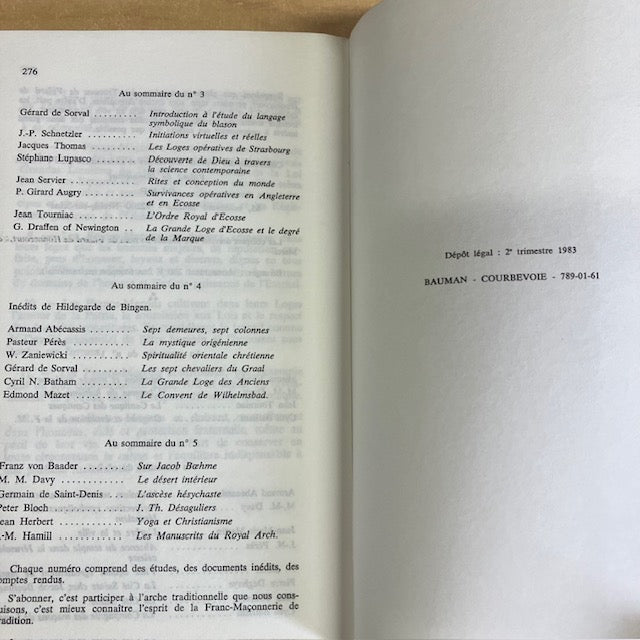 276
Au sommaire du n° 3
Gérard de Sorval ......... Introduction à l'étude du langage
symbolique du blason
J.-P. Schnetzler .......... Initiations virtuelles et réelles
Jacques Thomas .......... Les Loges opératives de Strasbourg
Stéphane Lupasco ........ Découverte de Dieu à travers
la science contemporaine
Jean Servier ............. Rites et conception du monde
P. Girard Augry .......... Survivances opératives en Angleterre
et en Ecosse
Jean Tourniac ............ L'Ordre Royal d'Ecosse
G. Draffen of Newington .. La Grande Loge d'Ecosse et le degré
de la Marque
Au sommaire du n° 4
Inédits de Hildegarde de Bingen.
Armand Abécassis ........ Sept demeures, sept colonnes
Pasteur Pérès ............ La mystique origénienne
W. Zaniewicki ........... Spiritualité orientale chrétienne
Gérard de Sorval ......... Les sept chevaliers du Graal
Cyril N. Batham ......... La Grande Loge des Anciens
Edmond Mazet ........... Le Convent de Wilhelmsbad.
Au sommaire du n° 5
Franz von Baader ........ Sur Jacob Bœhme
M. M. Davy ............. Le désert intérieur
Germain de Saint-Denis .. L'ascèse hésychaste
Peter Bloch .............. J. Th. Désaguliers
ean Herbert ............. Yoga et Christianisme
.-M. Hamill ............. Les Manuscrits du Royal Arch.
Chaque numéro comprend des études, des documents inédits, des
omptes rendus.
S'abonner, c'est participer à l'arche traditionnelle que nous cons-
uisons, c'est mieux connaître l'esprit de la Franc-Maçonnerie de
radition.
Dépôt légal : 2e trimestre 1983
BAUMAN - COURBEVOIE - 789-01-61